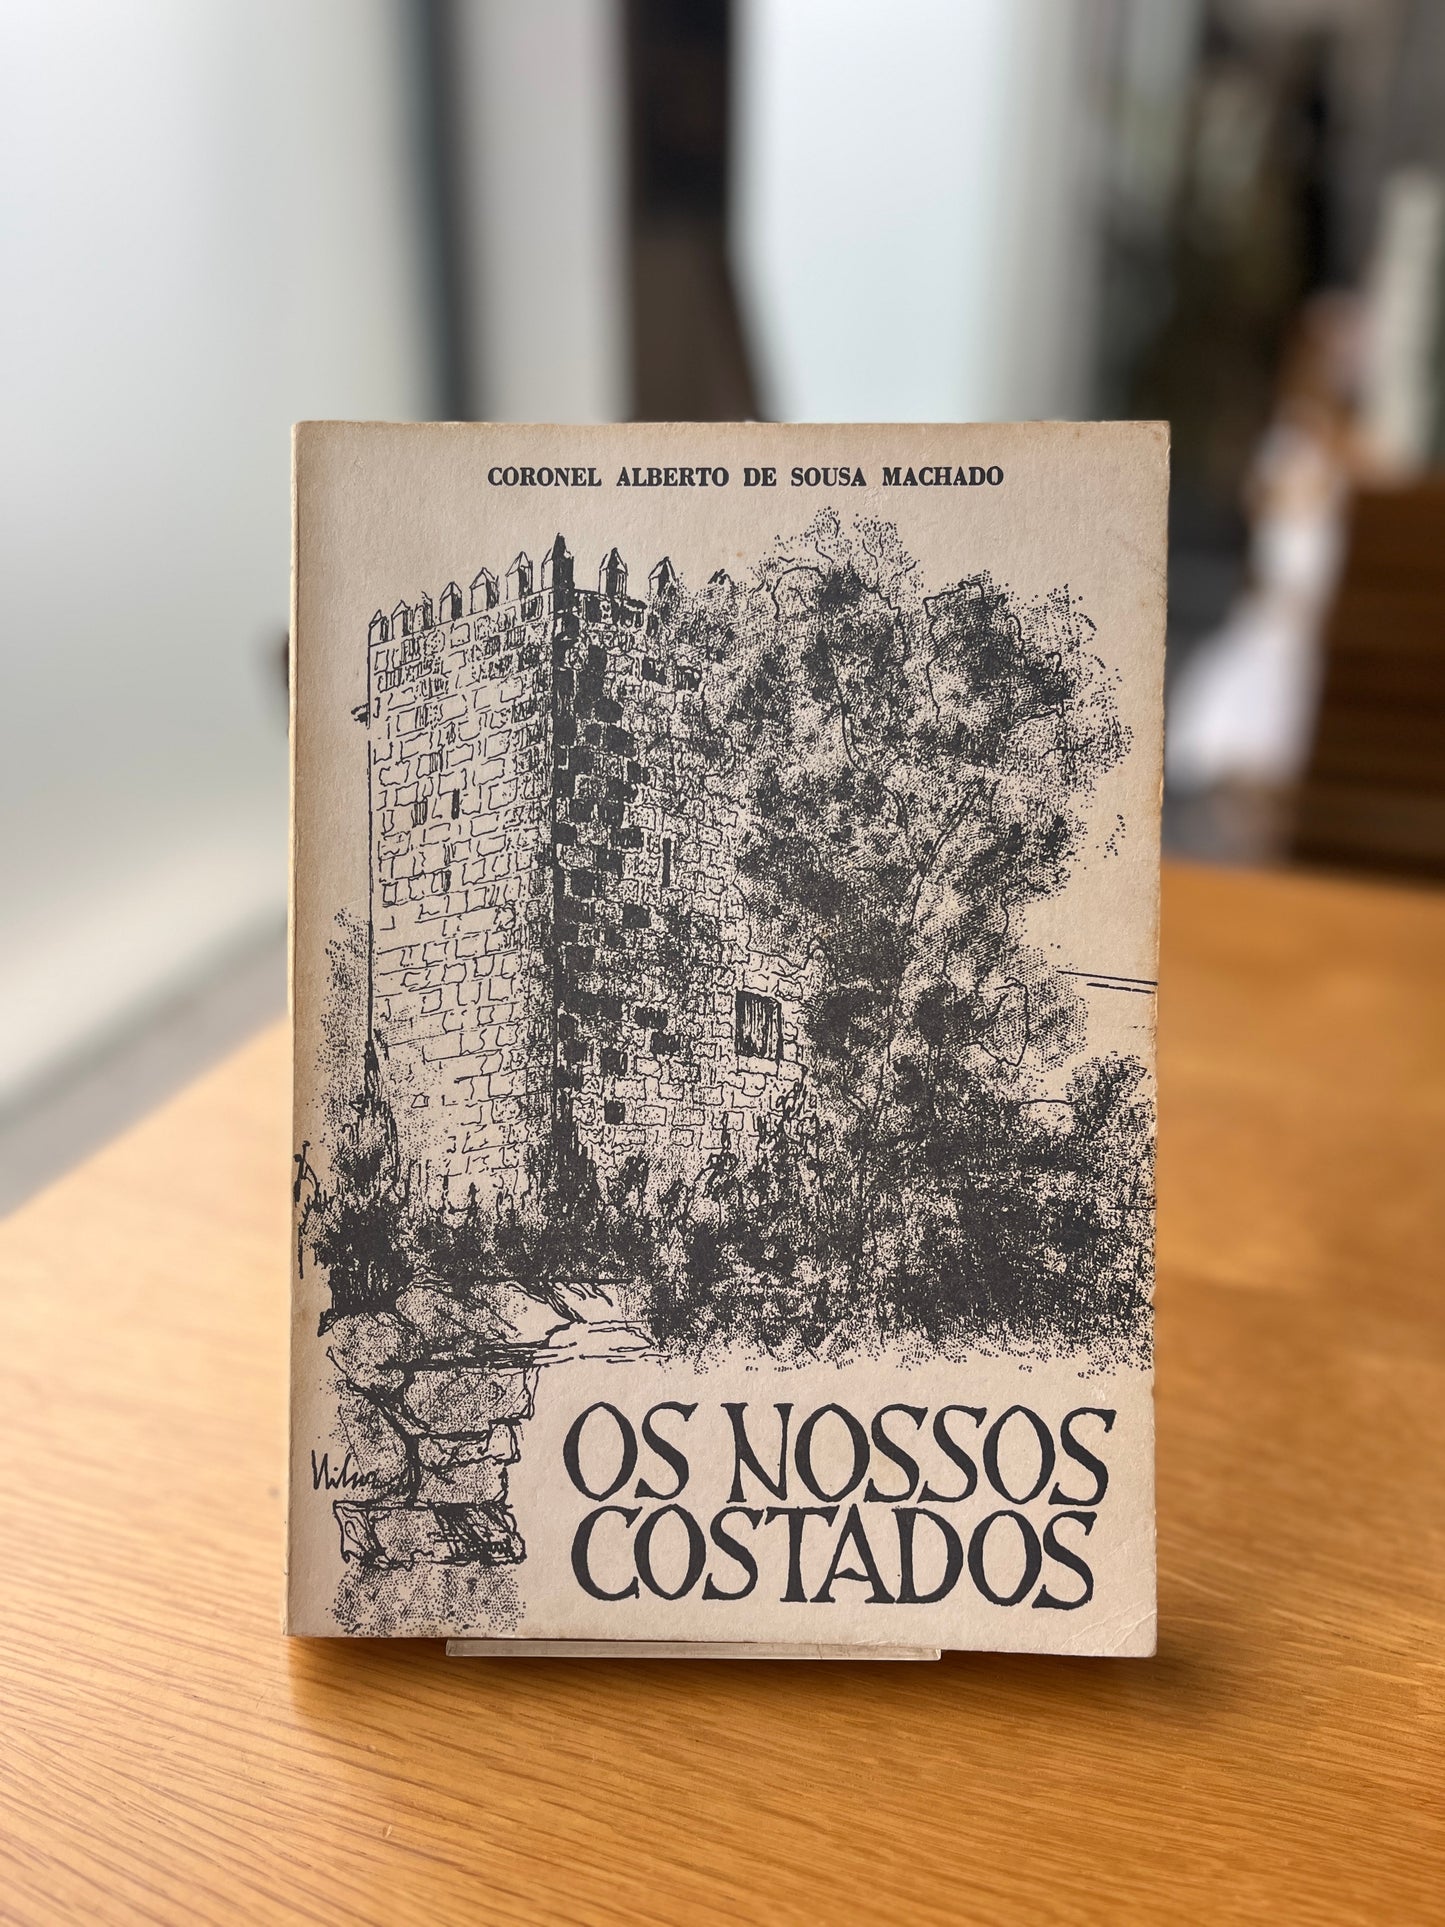 CORONEL ALBERTO DE SOUSA MACHADO
OS NOSSOS
COSTADOS